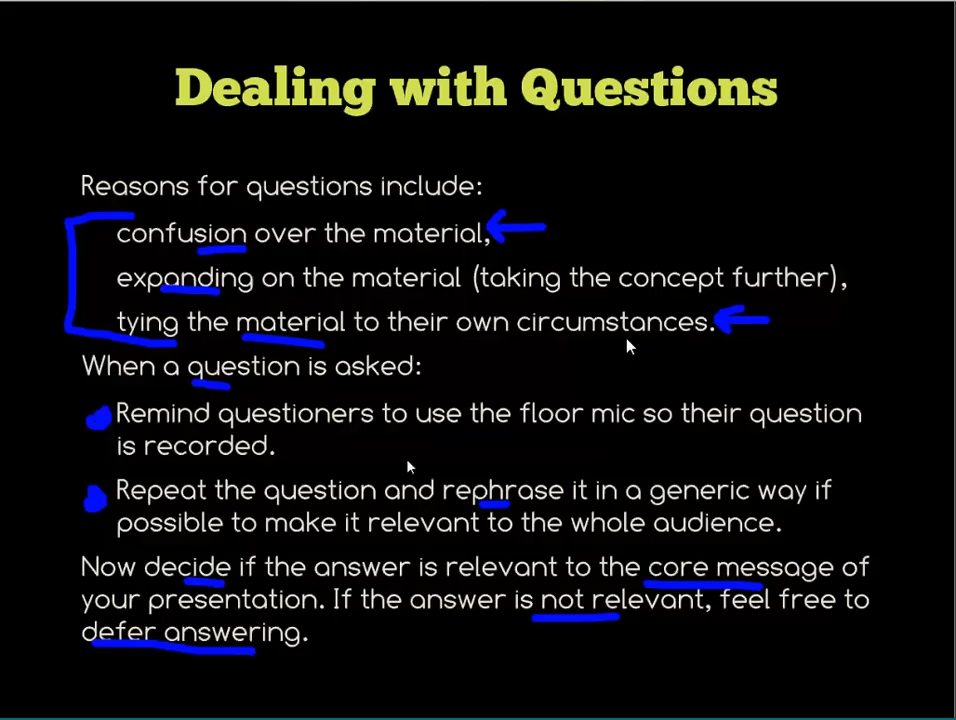 Dealing with Questions
Reasons for questions include:
confusion over the material,
expanding on the material (taking the concept further),
tying the material to their own circumstances.
When a question is asked:
Remind questioners to use the floor mic so their question
is recorded.
Repeat the question and rephrase it in a generic way if
possible to make it relevant to the whole audience.
Now decide if the answer is relevant to the core message of
your presentation. If the answer is not relevant, feel free to
defer answering.